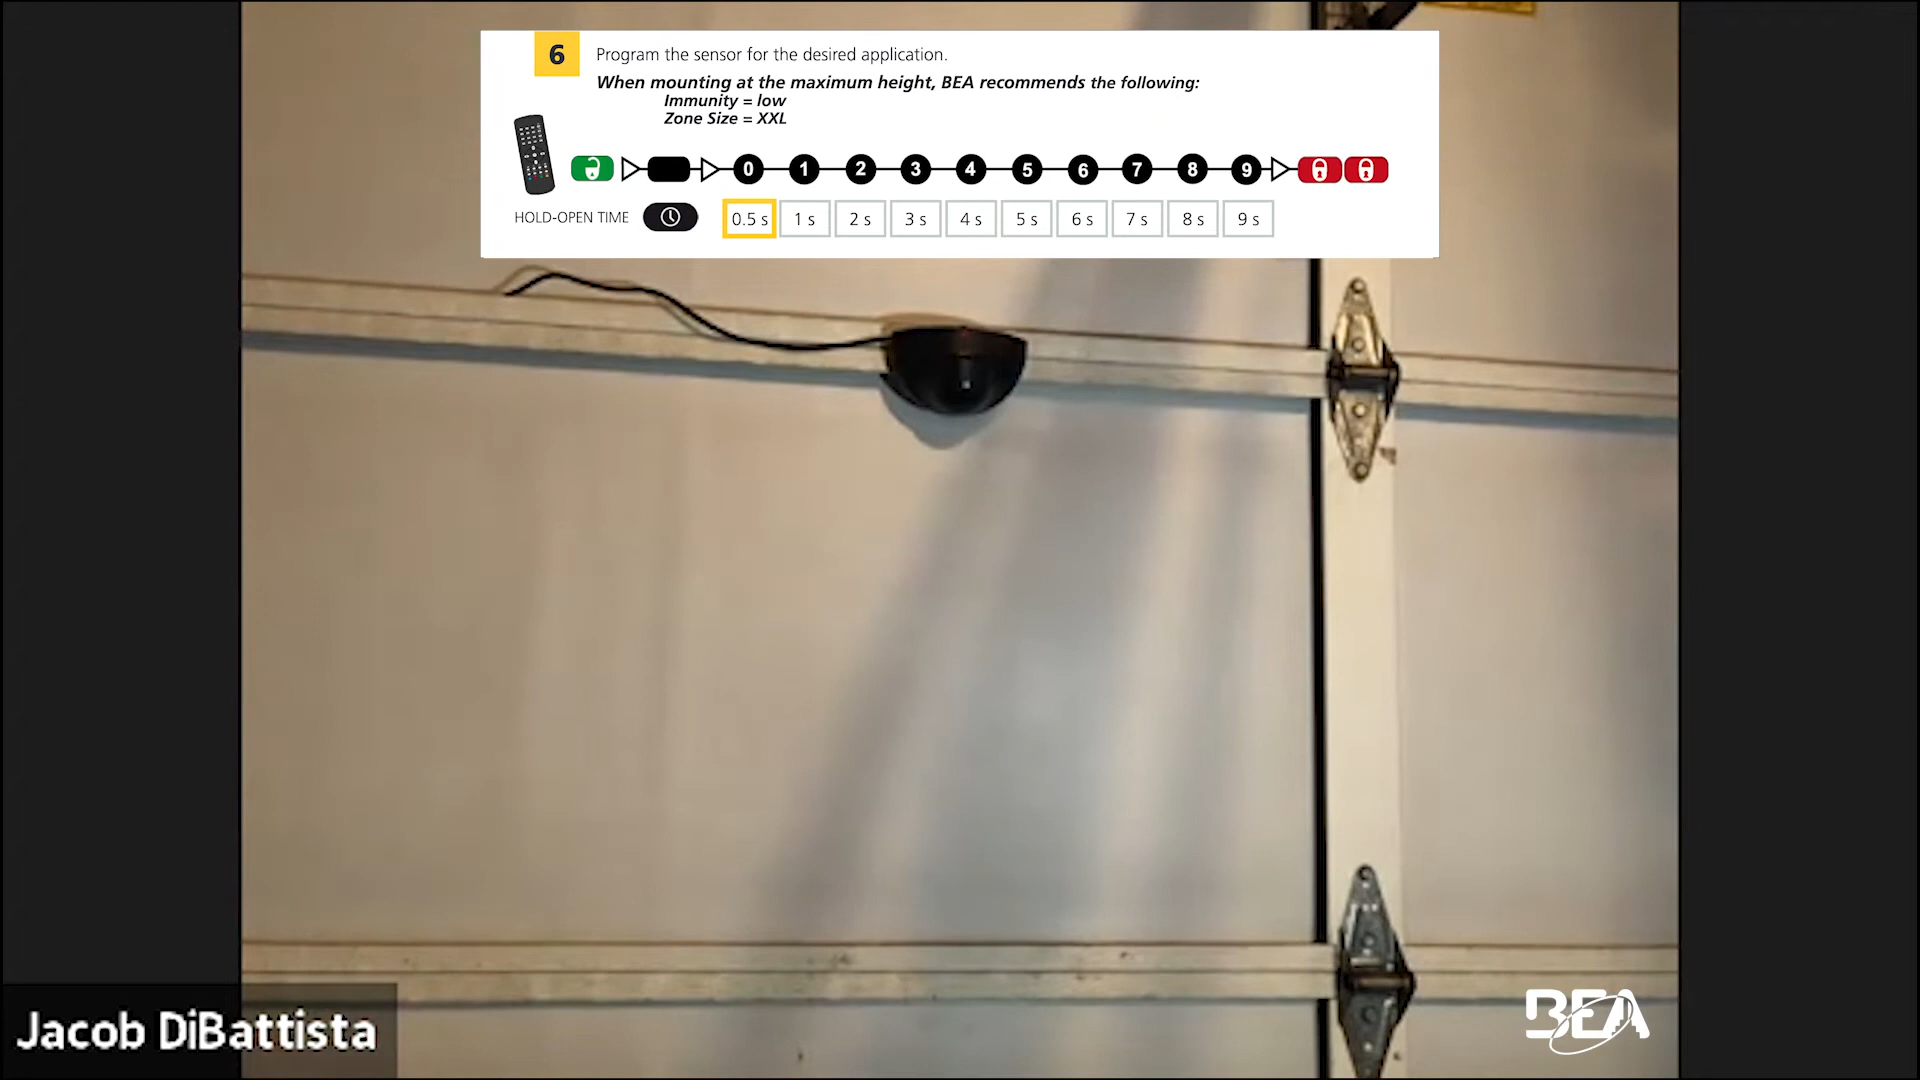 6 Program the sensor for the desired application.
When mounting at the maximum height, BEA recommends the following:
Immunity = low
Zone Size = XXL
0 1 2 3 4 5 6 7 8 9
HOLD-OPEN TIME 0.5 s 1 s 2 s 3 s 4 s 5 s 6 s 7 s 8 s 9 s
Jacob DiBattista
BEA